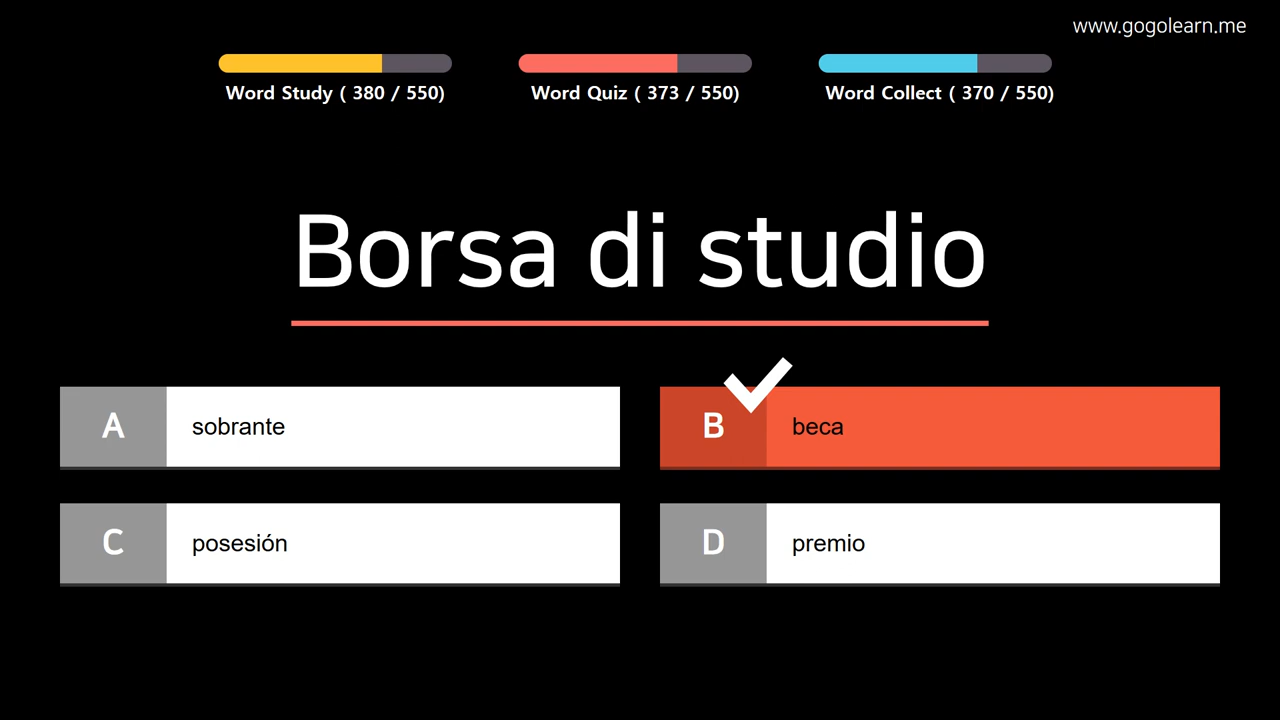 www.gogolearn.me
Word Study ( 380 / 550)
Word Quiz ( 373 / 550)
Word Collect ( 370 / 550)
Borsa di studio
A sobrante
B beca
C posesión
D premio